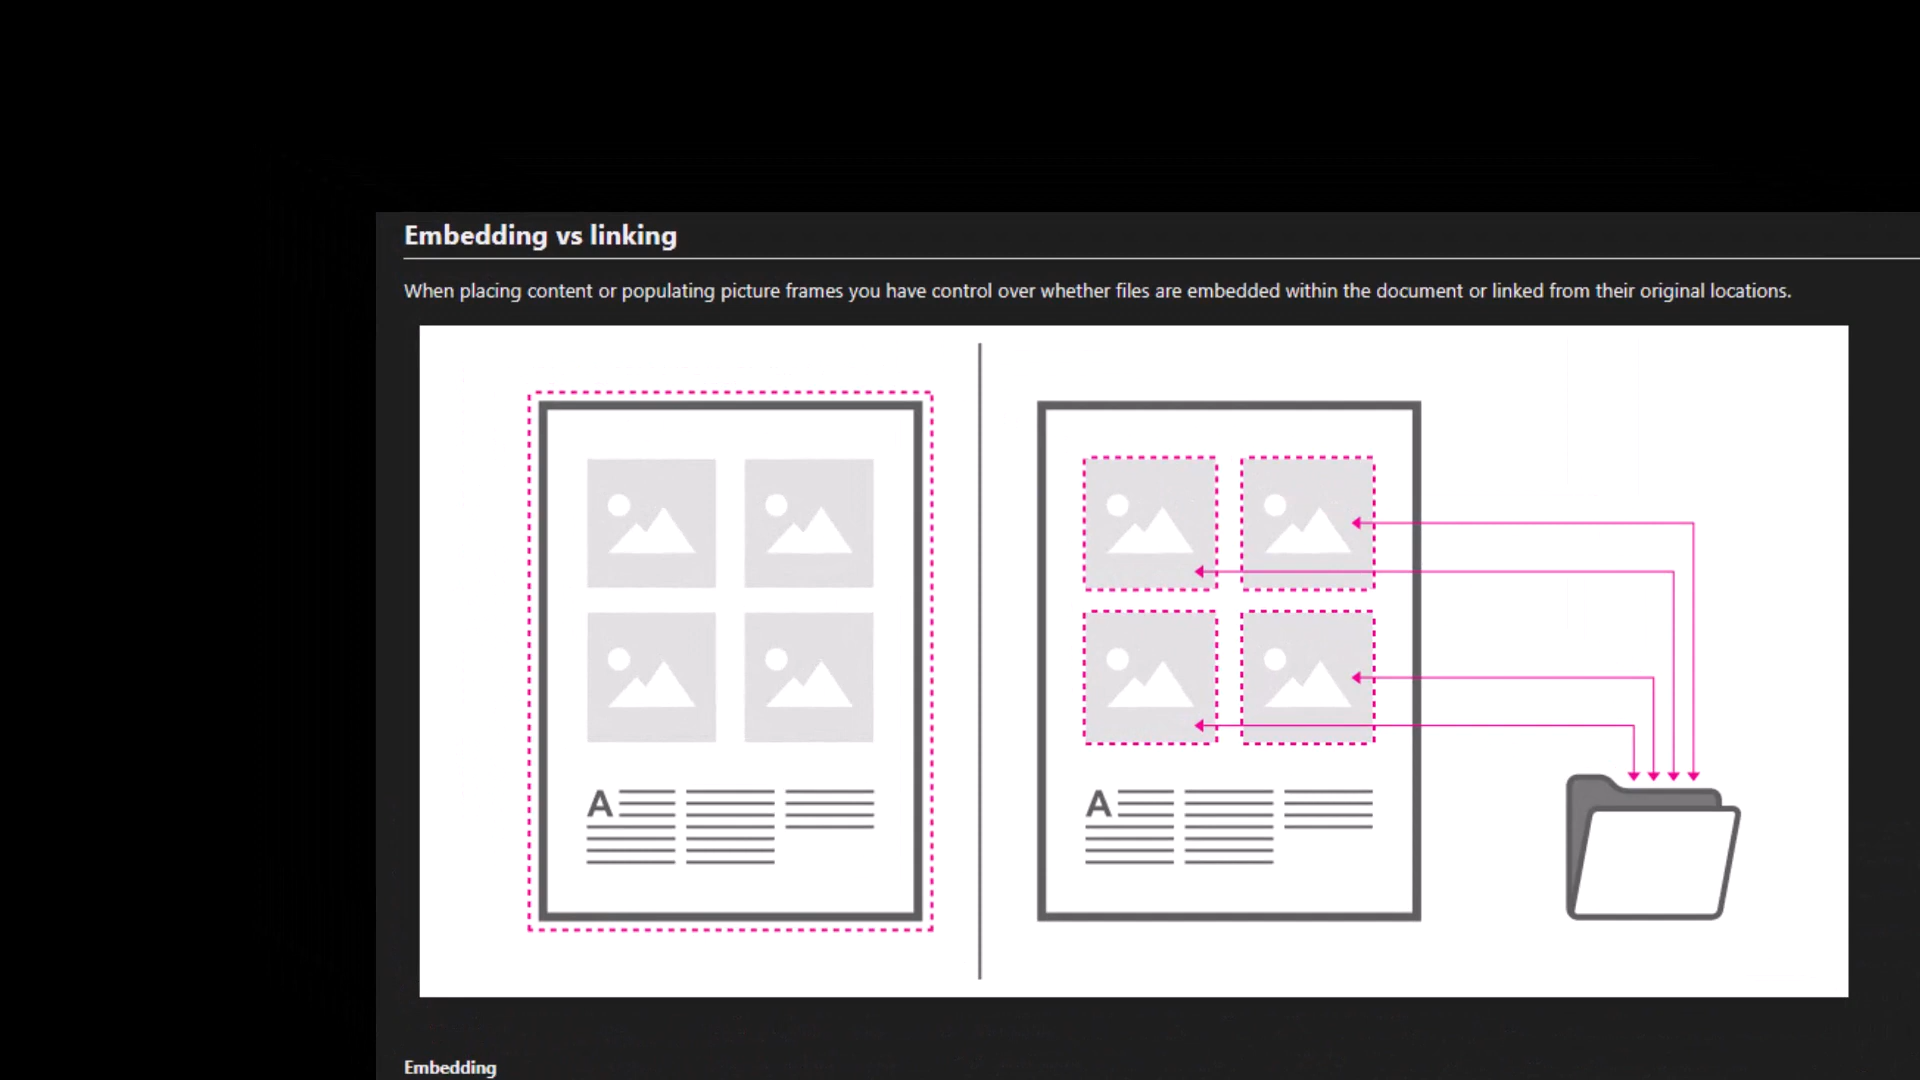 Embedding vs linking
When placing content or populating picture frames you have control over whether files are embedded within the document or linked from their original locations.
A
A
Embedding